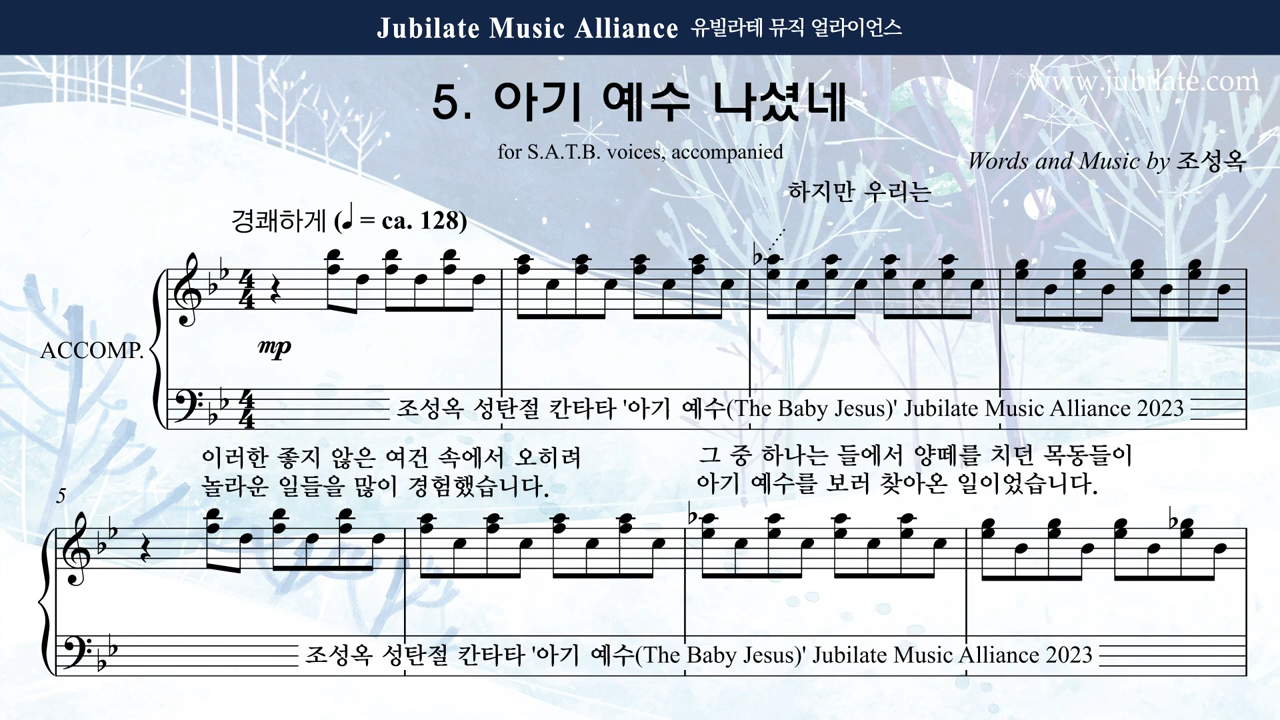 Jubilate Music Alliance 유빌라테 뮤직 얼라이언스
www.jubilate.com
5. 아기 예수 나셨네
for S.A.T.B. voices, accompanied
Words and Music by 조성옥
하지만 우리는
경쾌하게 (♩ = ca. 128)
4
4
mp
ACCOMP.
4
4
조성옥 성탄절 칸타타 '아기 예수(The Baby Jesus)' Jubilate Music Alliance 2023
이러한 좋지 않은 여건 속에서 오히려
놀라운 일들을 많이 경험했습니다.
그 중 하나는 들에서 양떼를 치던 목동들이
아기 예수를 보러 찾아온 일이었습니다.
5
조성옥 성탄절 칸타타 '아기 예수(The Baby Jesus)' Jubilate Music Alliance 2023